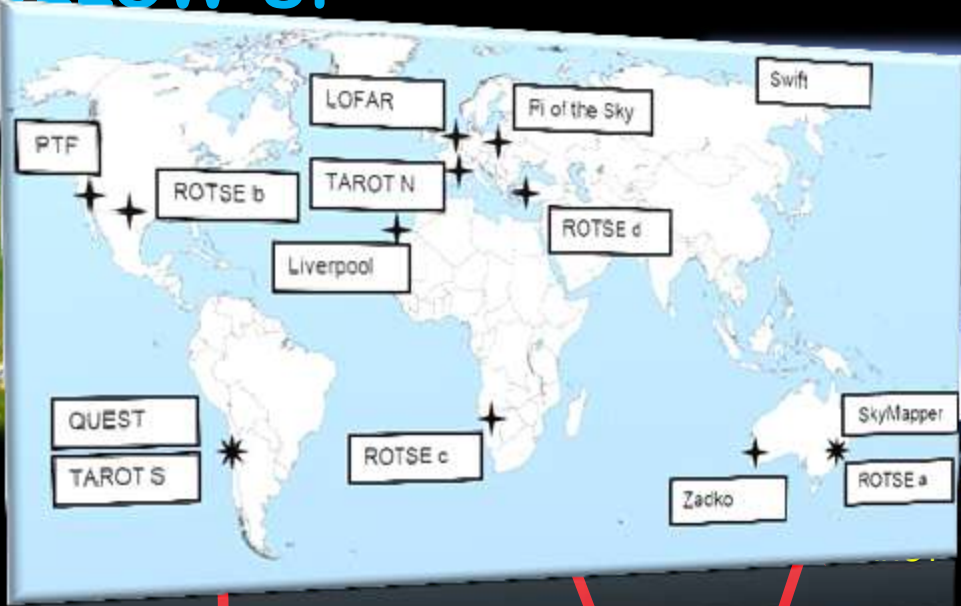 Swift
LOFAR
Pi of the Sky
PTF
ROTSE b
TAROT N
ROTSE d
Liverpool
QUEST
TAROT S
ROTSE c
SkyMapper
ROTSE a
Zadko